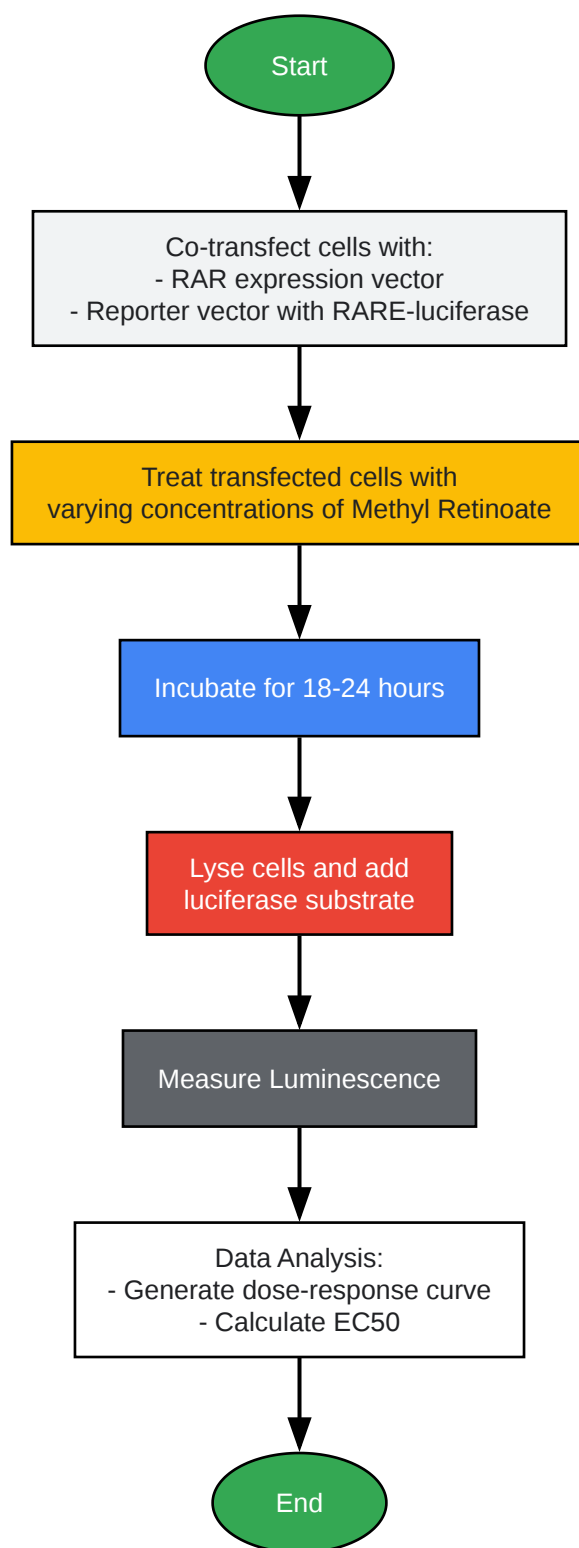 Start
Co-transfect cells with:
- RAR expression vector
- Reporter vector with RARE-luciferase
Treat transfected cells with
varying concentrations of Methyl Retinoate
Incubate for 18-24 hours
Lyse cells and add
luciferase substrate
Measure Luminescence
Data Analysis:
- Generate dose-response curve
- Calculate EC50
End